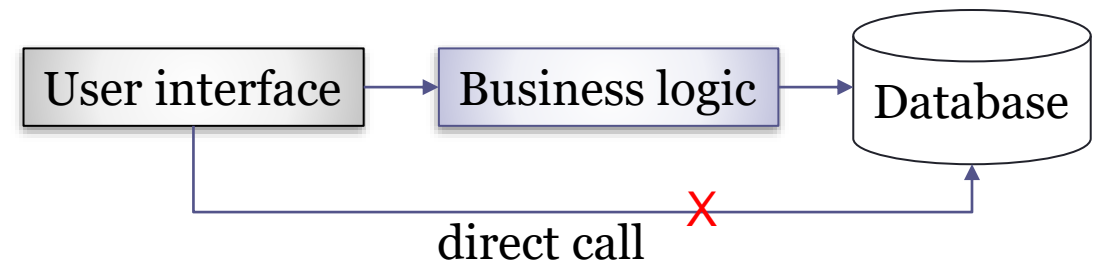 User interface
Business logic
Database
X
direct call